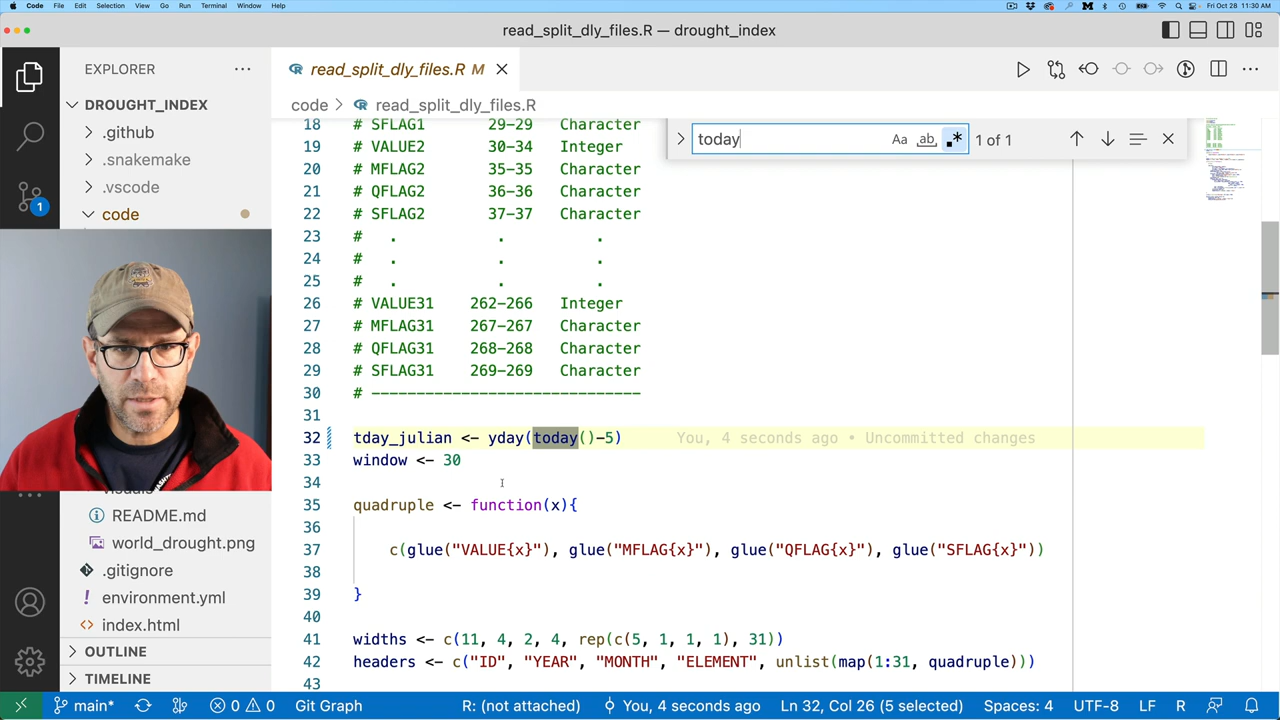 Code File Edit Selection View Go Run Terminal Window Help Fri Oct 28 11:30 AM
read_split_dly_files.R — drought_index
EXPLORER
read_split_dly_files.R M
DROUGHT_INDEX
code > read_split_dly_files.R
today
Aa ab .* 1 of 1
.github
.snakemake
.vscode
code
1
18 # SFLAG1 29-29 Character
19 # VALUE2 30-34 Integer
20 # MFLAG2 35-35 Character
21 # QFLAG2 36-36 Character
22 # SFLAG2 37-37 Character
23 # . . .
24 # . . .
25 # . . .
26 # VALUE31 262-266 Integer
27 # MFLAG31 267-267 Character
28 # QFLAG31 268-268 Character
29 # SFLAG31 269-269 Character
30 # ------------------------------
31
32 tday_julian <- yday(today()-5) You, 4 seconds ago • Uncommitted changes
33 window <- 30
34
35 quadruple <- function(x){
36
37 c(glue("VALUE{x}"), glue("MFLAG{x}"), glue("QFLAG{x}"), glue("SFLAG{x}"))
38
39 }
40
41 widths <- c(11, 4, 2, 4, rep(c(5, 1, 1, 1), 31))
42 headers <- c("ID", "YEAR", "MONTH", "ELEMENT", unlist(map(1:31, quadruple)))
43
visuals
README.md
world_drought.png
.gitignore
environment.yml
index.html
OUTLINE
TIMELINE
main* 0 0 Git Graph R: (not attached) You, 4 seconds ago Ln 32, Col 26 (5 selected) Spaces: 4 UTF-8 LF R